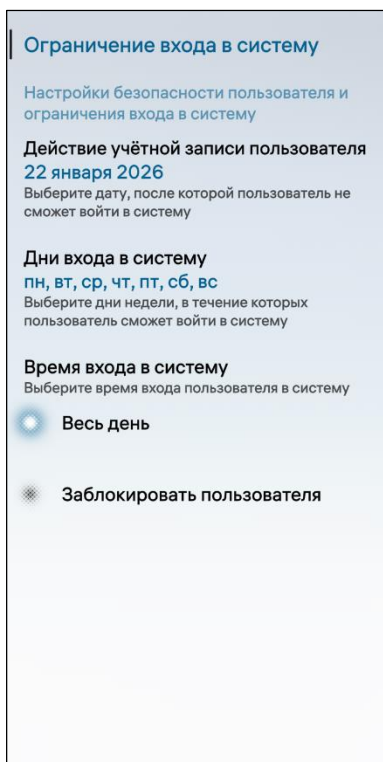 Ограничение входа в систему
Настройки безопасности пользователя и
ограничения входа в систему
Действие учётной записи пользователя
22 января 2026
Выберите дату, после которой пользователь не
сможет войти в систему
Дни входа в систему
пн, вт, ср, чт, пт, сб, вс
Выберите дни недели, в течение которых
пользователь сможет войти в систему
Время входа в систему
Выберите время входа пользователя в систему
Весь день
Заблокировать пользователя